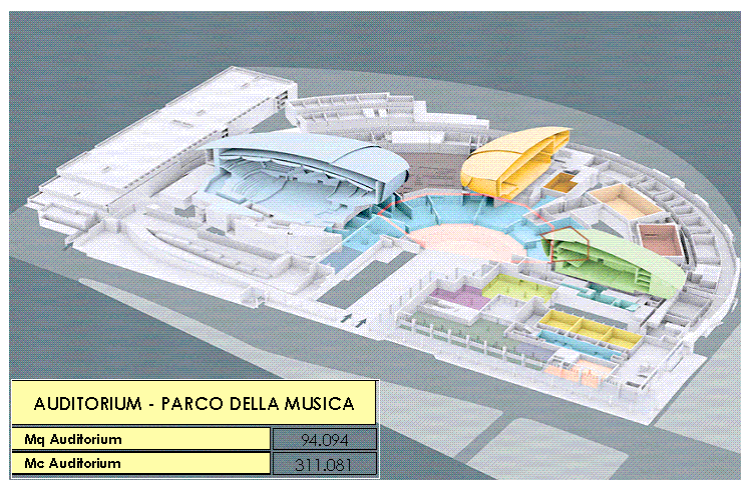 AUDITORIUM - PARCO DELLA MUSICA
Mq Auditorium 94.094
Mc Auditorium 311.081